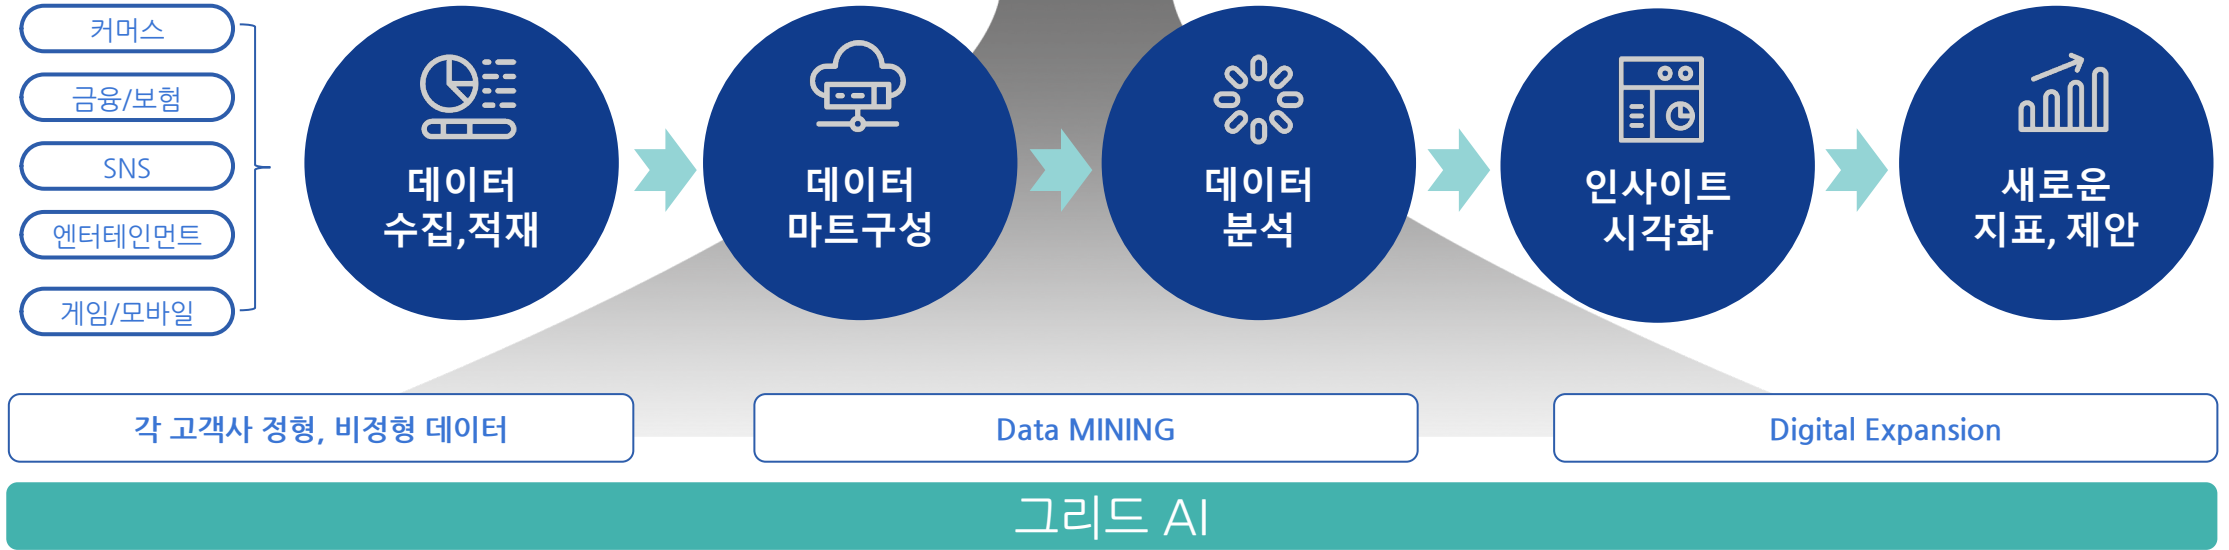 커머스
금융/보험
SNS
엔터테인먼트
게임/모바일
데이터
수집,적재
데이터
마트구성
데이터
분석
인사이트
시각화
새로운
지표, 제안
각 고객사 정형, 비정형 데이터
Data MINING
Digital Expansion
그리드 AI